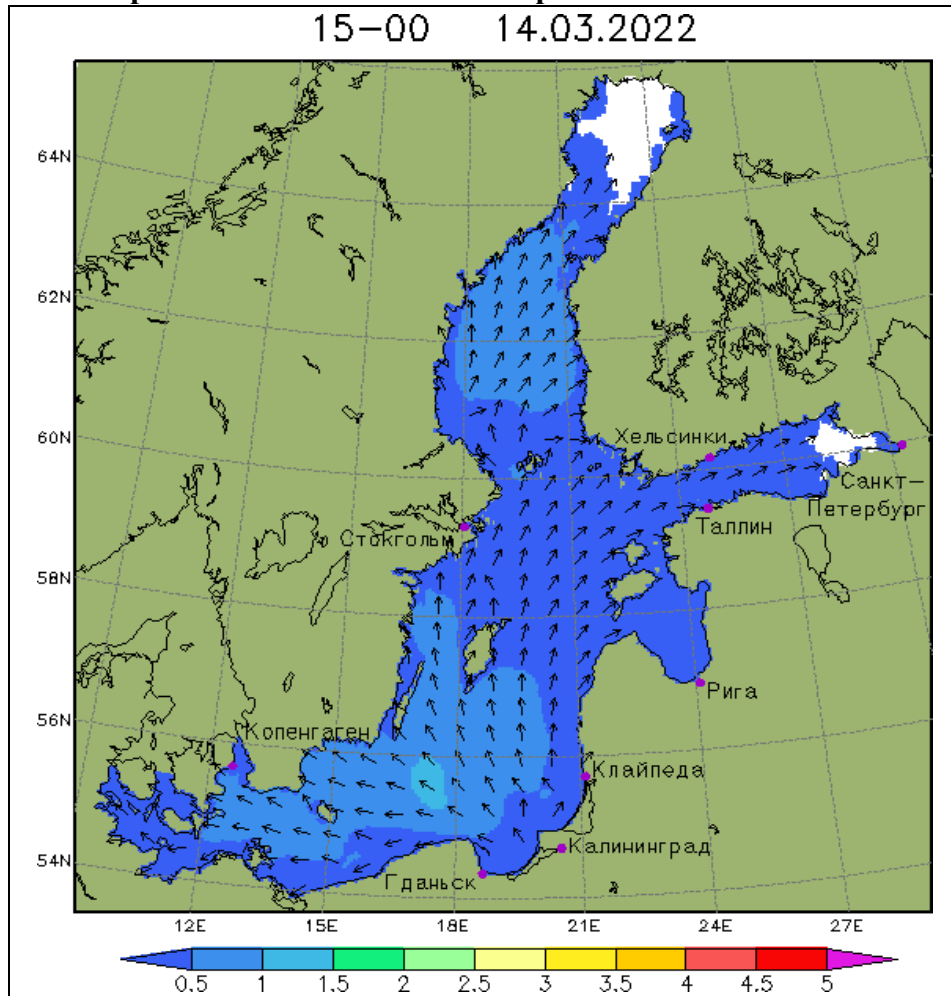 15-00 14.03.2022
64N
62N
60N
58N
56N
54N
Хельсинки
Санкт-
Петербург
Таллин
Стокгольм
Рига
Копенгаген
Клайпеда
Калининград
Гданьск
12E 15E 18E 21E 24E 27E
0,5 1 1,5 2 2,5 3 3,5 4 4,5 5